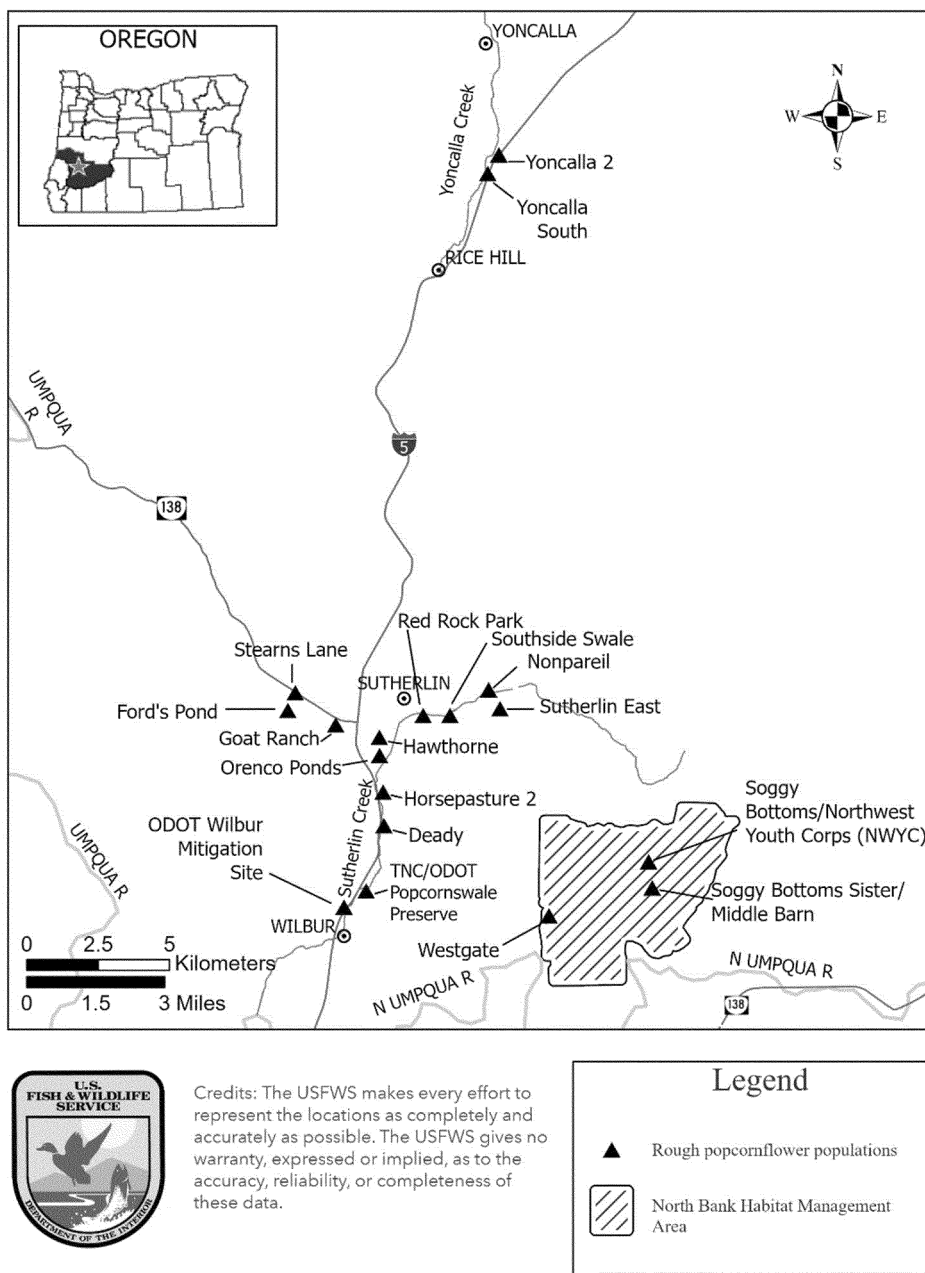 OREGON
YONCALLA
N
W
E
S
Yoncalla Creek
Yoncalla 2
Yoncalla
South
RICE HILL
UMPQUA
R
5
138
Red Rock Park
Southside Swale
Nonpareil
Stearns Lane
SUTHERLIN
Ford's Pond
Sutherlin East
Goat Ranch
Hawthorne
Orenco Ponds
Sutherlin Creek
Horsepasture 2
Soggy
Bottoms/Northwest
Youth Corps (NWYC)
ODOT Wilbur
Mitigation
Site
Deady
UMPQUA R
TNC/ODOT
Popcornswale
Preserve
Soggy Bottoms Sister/
Middle Barn
WILBUR
Westgate
0 2.5 5
Kilometers
0 1.5 3 Miles
N UMPQUA R
N UMPQUA R
138
U.S.
FISH & WILDLIFE
SERVICE
DEPARTMENT OF THE INTERIOR
Credits: The USFWS makes every effort to
represent the locations as completely and
accurately as possible. The USFWS gives no
warranty, expressed or implied, as to the
accuracy, reliability, or completeness of
these data.
Legend
Rough popcornflower populations
North Bank Habitat Management
Area